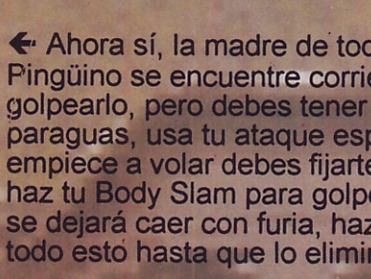 ← Ahora sí, la madre de tod
Pingüino se encuentre corrie
golpearlo, pero debes tener
paraguas, usa tu ataque esp
empiece a volar debes fijarte
haz tu Body Slam para golpe
se dejará caer con furia, haz
todo esto hasta que lo elimin